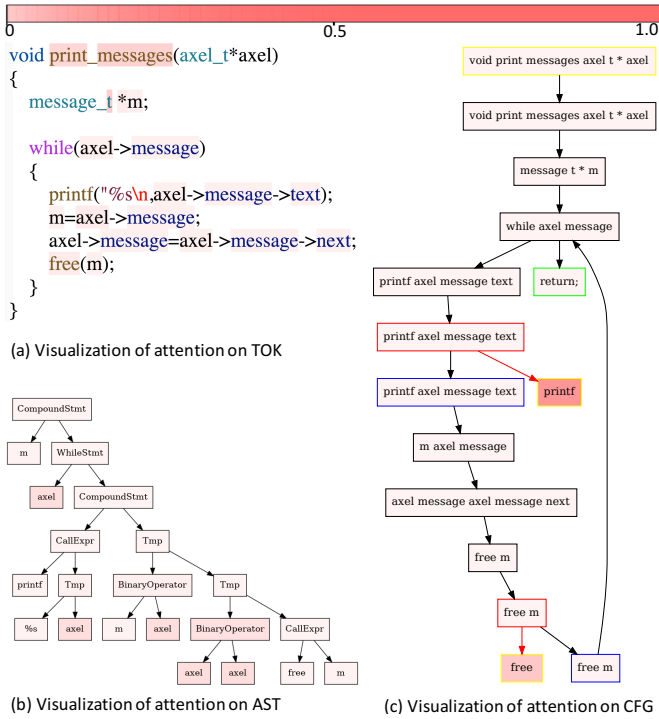 0.5 1.0
void print_messages(axel_t*axel)
{
message_t *m;
while(axel->message)
{
printf("%s\n,axel->message->text);
m=axel->message;
axel->message=axel->message->next;
free(m);
}
}
(a) Visualization of attention on TOK
CompoundStmt
m WhileStmt
axel CompoundStmt
CallExpr Tmp
printf Tmp BinaryOperator Tmp
%s axel m axel BinaryOperator CallExpr
axel axel free m
(b) Visualization of attention on AST
void print messages axel t * axel
void print messages axel t * axel
message t * m
while axel message
printf axel message text return;
printf axel message text
printf axel message text printf
m axel message
axel message axel message next
free m
free m
free free m
(c) Visualization of attention on CFG